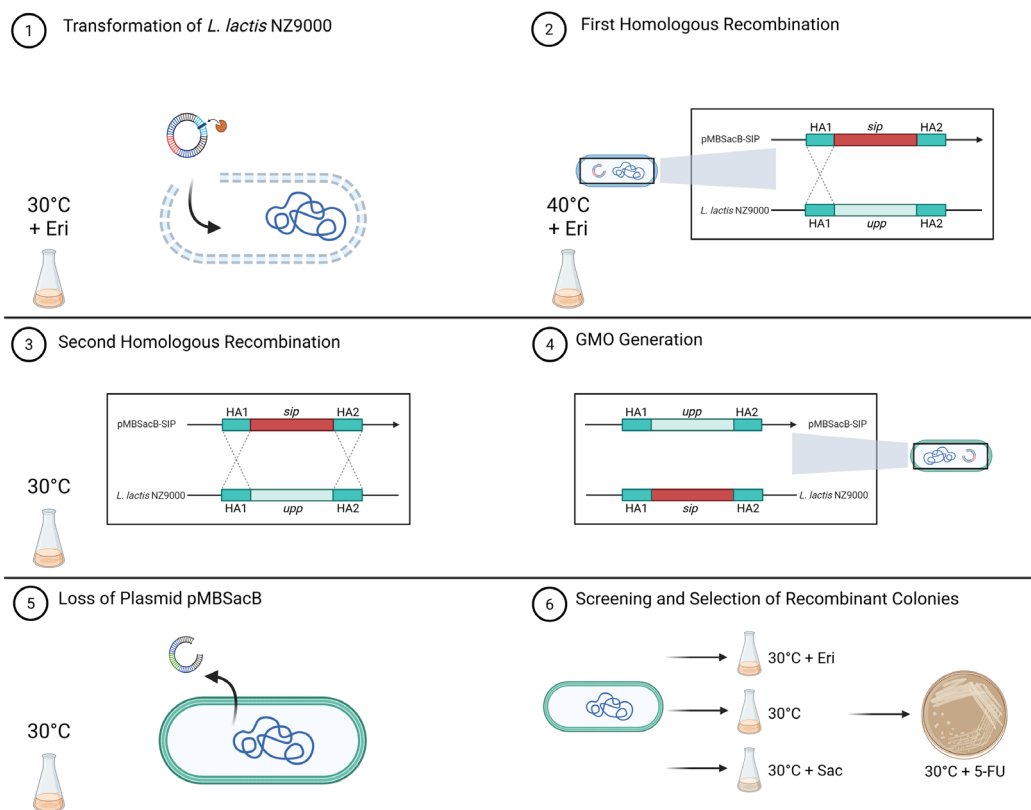 1 Transformation of L. lactis NZ9000
30°C
+ Eri
2 First Homologous Recombination
40°C
+ Eri
HA1 sip HA2
pMBSacB-SIP
L. lactis NZ9000
HA1 upp HA2
3 Second Homologous Recombination
30°C
HA1 sip HA2
pMBSacB-SIP
L. lactis NZ9000
HA1 upp HA2
4 GMO Generation
HA1 upp HA2
pMBSacB-SIP
L. lactis NZ9000
HA1 sip HA2
5 Loss of Plasmid pMBSacB
30°C
6 Screening and Selection of Recombinant Colonies
30°C + Eri
30°C
30°C + Sac
30°C + 5-FU